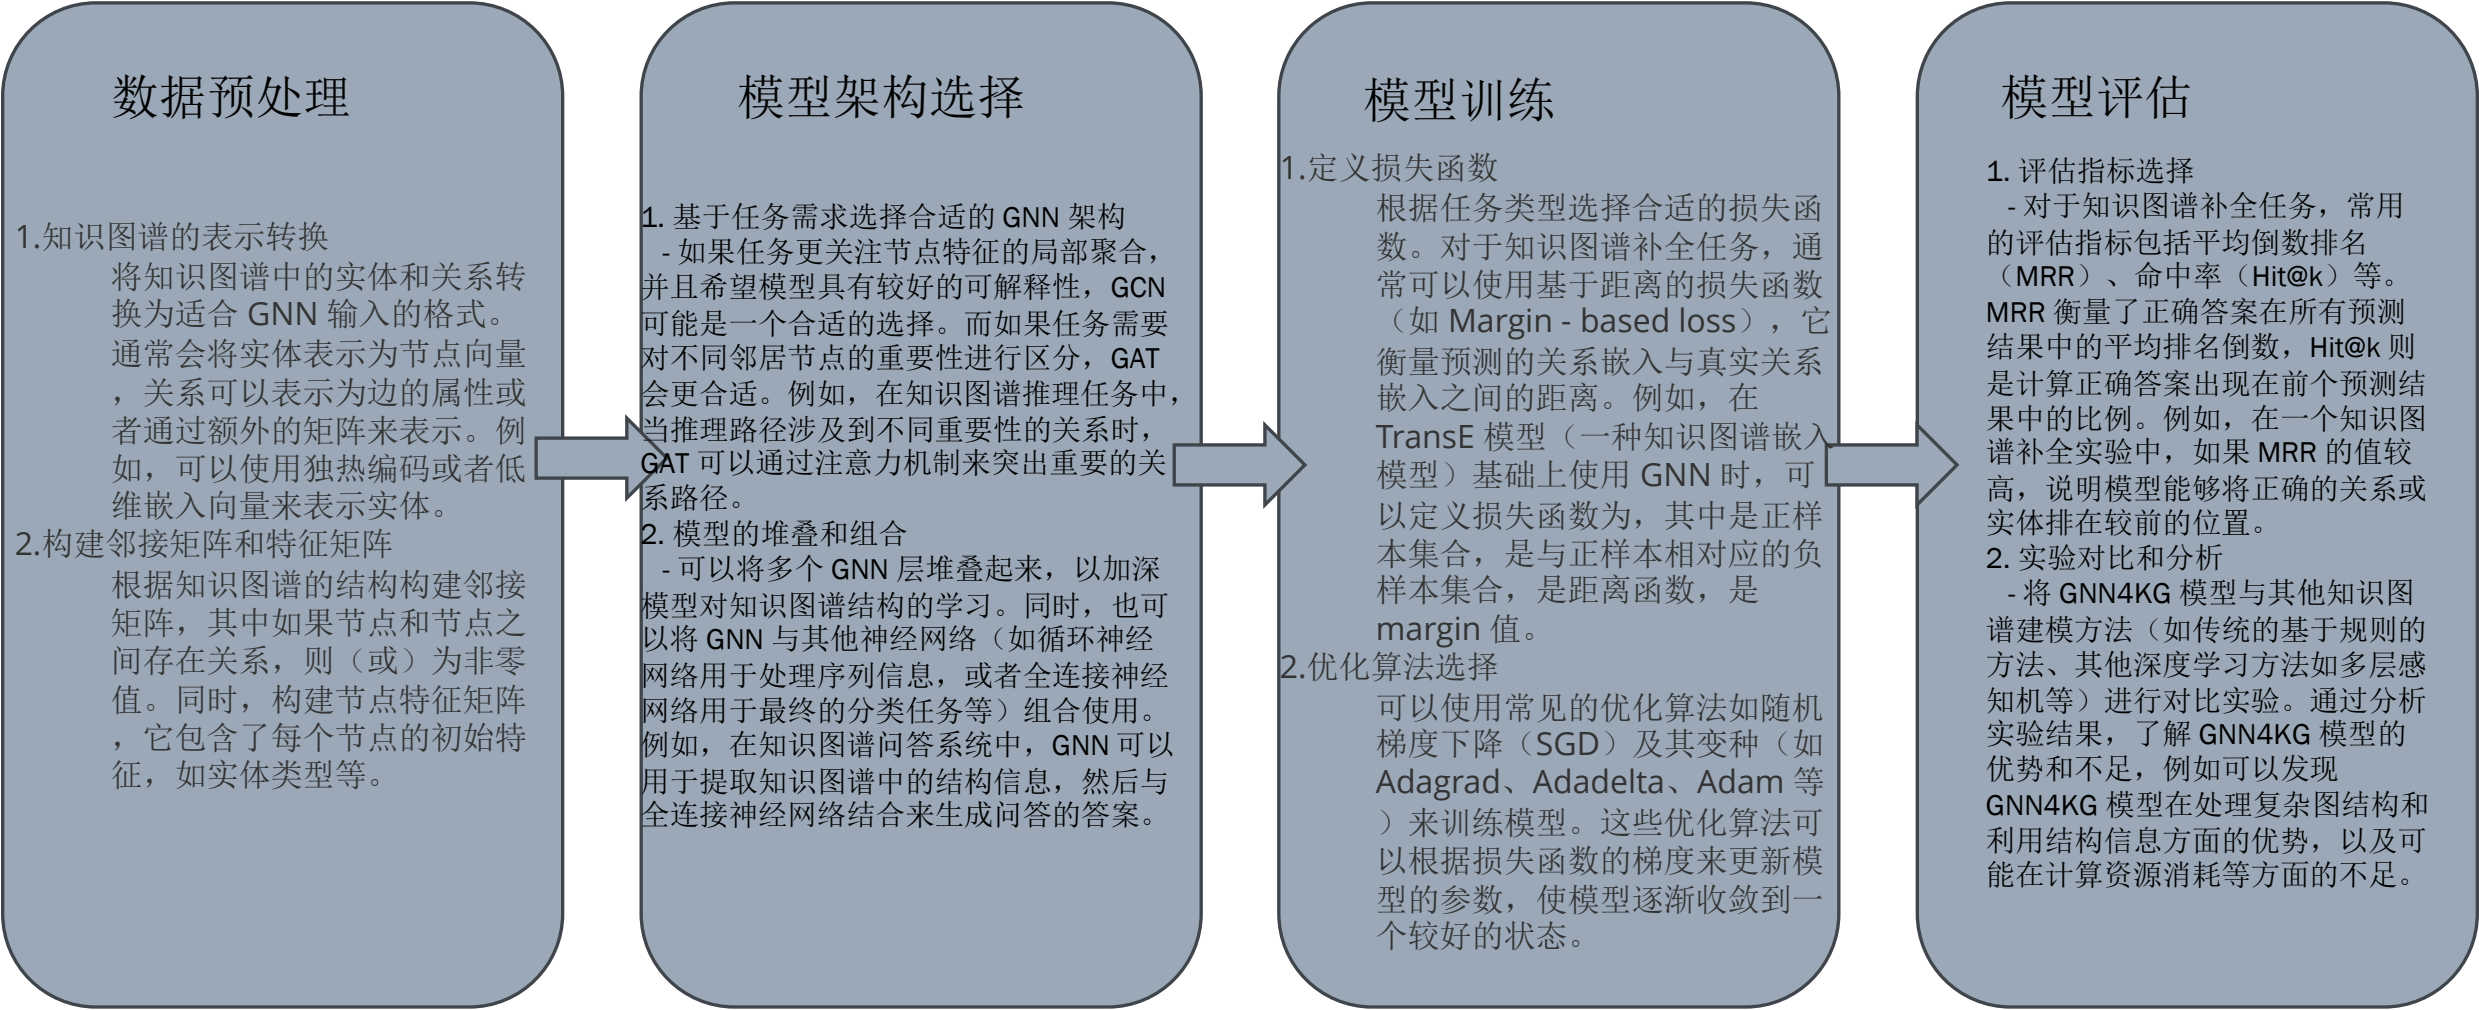 数据预处理
1.知识图谱的表示转换
将知识图谱中的实体和关系转
换为适合 GNN 输入的格式。
通常会将实体表示为节点向量
，关系可以表示为边的属性或
者通过额外的矩阵来表示。例
如，可以使用独热编码或者低
维嵌入向量来表示实体。
2.构建邻接矩阵和特征矩阵
根据知识图谱的结构构建邻接
矩阵，其中如果节点和节点之
间存在关系，则（或）为非零
值。同时，构建节点特征矩阵
，它包含了每个节点的初始特
征，如实体类型等。
模型架构选择
1. 基于任务需求选择合适的 GNN 架构
- 如果任务更关注节点特征的局部聚合，
并且希望模型具有较好的可解释性，GCN
可能是一个合适的选择。而如果任务需要
对不同邻居节点的重要性进行区分，GAT
会更合适。例如，在知识图谱推理任务中，
当推理路径涉及到不同重要性的关系时，
GAT 可以通过注意力机制来突出重要的关
系路径。
2. 模型的堆叠和组合
- 可以将多个 GNN 层堆叠起来，以加深
模型对知识图谱结构的学习。同时，也可
以将 GNN 与其他神经网络（如循环神经
网络用于处理序列信息，或者全连接神经
网络用于最终的分类任务等）组合使用。
例如，在知识图谱问答系统中，GNN 可以
用于提取知识图谱中的结构信息，然后与
全连接神经网络结合来生成问答的答案。
模型训练
1.定义损失函数
根据任务类型选择合适的损失函
数。对于知识图谱补全任务，通
常可以使用基于距离的损失函数
（如 Margin - based loss），它
衡量预测的关系嵌入与真实关系
嵌入之间的距离。例如，在
TransE 模型（一种知识图谱嵌入
模型）基础上使用 GNN 时，可
以定义损失函数为，其中是正样
本集合，是与正样本相对应的负
样本集合，是距离函数，是
margin 值。
2.优化算法选择
可以使用常见的优化算法如随机
梯度下降（SGD）及其变种（如
Adagrad、Adadelta、Adam 等
）来训练模型。这些优化算法可
以根据损失函数的梯度来更新模
型的参数，使模型逐渐收敛到一
个较好的状态。
模型评估
1. 评估指标选择
- 对于知识图谱补全任务，常用
的评估指标包括平均倒数排名
（MRR）、命中率（Hit@k）等。
MRR 衡量了正确答案在所有预测
结果中的平均排名倒数，Hit@k 则
是计算正确答案出现在前个预测结
果中的比例。例如，在一个知识图
谱补全实验中，如果 MRR 的值较
高，说明模型能够将正确的关系或
实体排在较前的位置。
2. 实验对比和分析
- 将 GNN4KG 模型与其他知识图
谱建模方法（如传统的基于规则的
方法、其他深度学习方法如多层感
知机等）进行对比实验。通过分析
实验结果，了解 GNN4KG 模型的
优势和不足，例如可以发现
GNN4KG 模型在处理复杂图结构和
利用结构信息方面的优势，以及可
能在计算资源消耗等方面的不足。